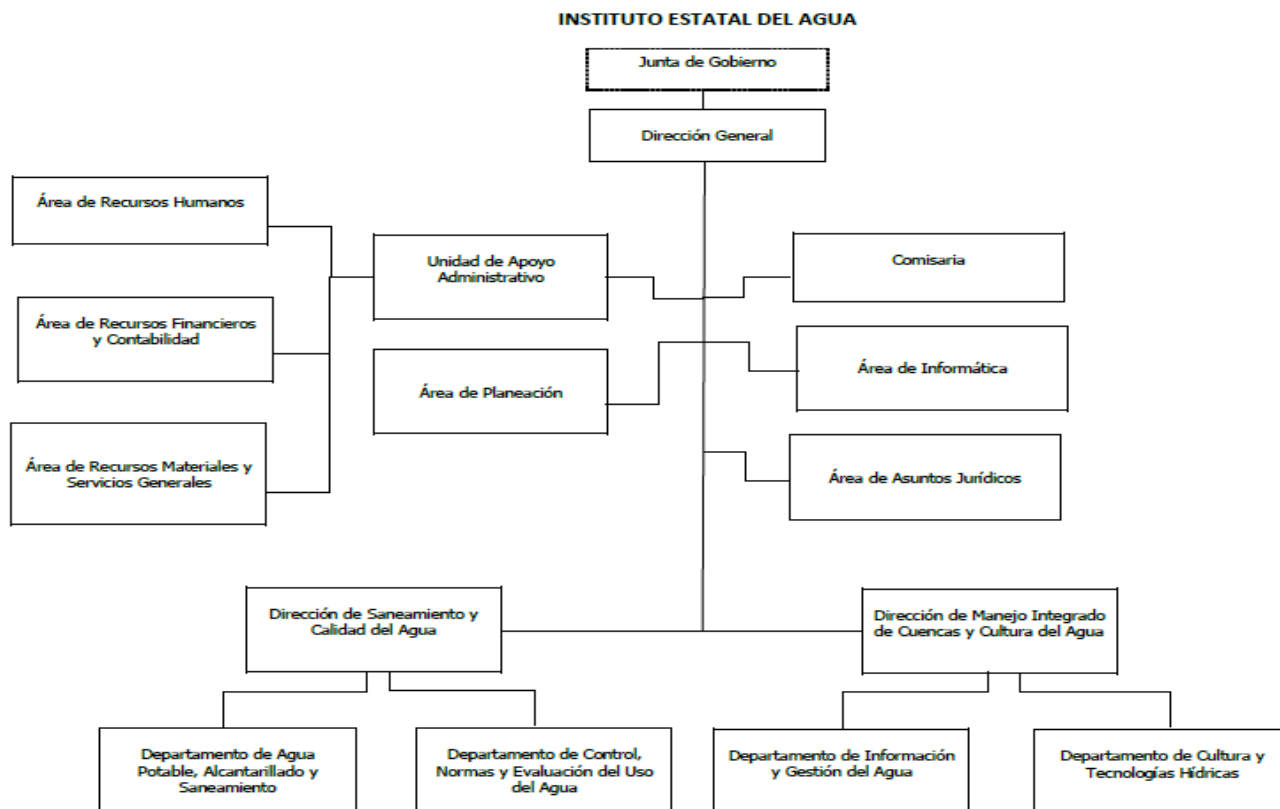 INSTITUTO ESTATAL DEL AGUA
Junta de Gobierno
Dirección General
Área de Recursos Humanos
Unidad de Apoyo
Administrativo
Comisaria
Área de Recursos Financieros
y Contabilidad
Área de Planeación
Área de Informática
Área de Recursos Materiales y
Servicios Generales
Área de Asuntos Jurídicos
Dirección de Saneamiento y
Calidad del Agua
Dirección de Manejo Integrado
de Cuencas y Cultura del Agua
Departamento de Agua
Potable, Alcantarillado y
Saneamiento
Departamento de Control,
Normas y Evaluación del Uso
del Agua
Departamento de Información
y Gestión del Agua
Departamento de Cultura y
Tecnologías Hídricas